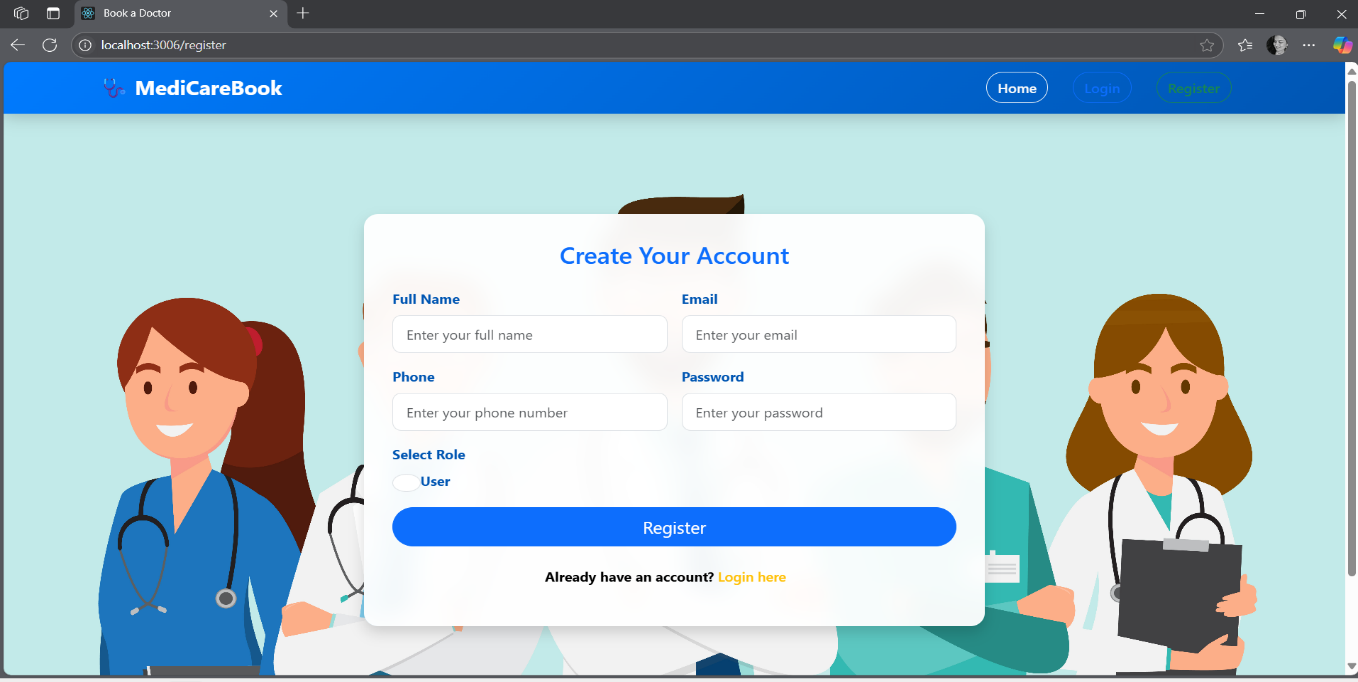 Book a Doctor
localhost:3006/register
MediCareBook
Home Login Register
Create Your Account
Full Name Email
Enter your full name Enter your email
Phone Password
Enter your phone number Enter your password
Select Role
User
Register
Already have an account? Login here